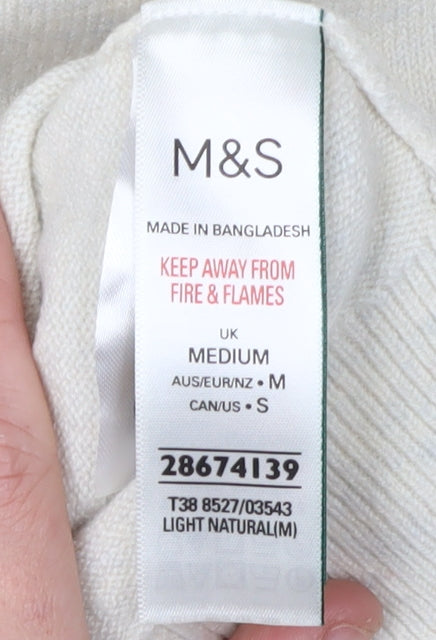 M&S
MADE IN BANGLADESH
KEEP AWAY FROM
FIRE & FLAMES
UK
MEDIUM
AUS/EUR/NZ • M
CAN/US • S
28674139
T38 8527/03543
LIGHT NATURAL(M)